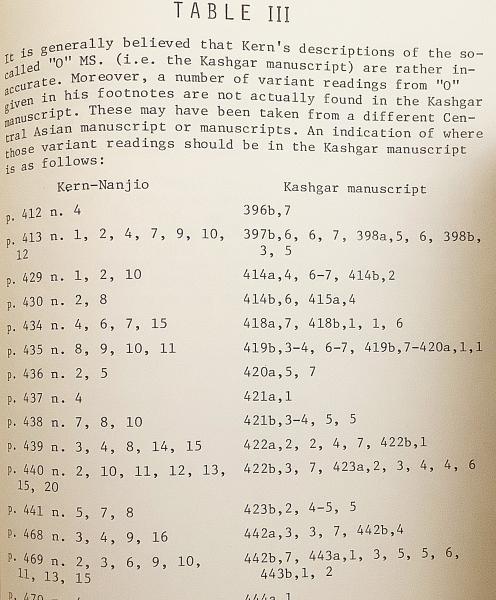 TABLE III
It is generally believed that Kern's descriptions of the so-
called "O" MS. (i.e. the Kashgar manuscript) are rather in-
accurate. Moreover, a number of variant readings from "O"
given in his footnotes are not actually found in the Kashgar
manuscript. These may have been taken from a different Cen-
tral Asian manuscript or manuscripts. An indication of where
those variant readings should be in the Kashgar manuscript
is as follows:
Kern-Nanjio Kashgar manuscript
p. 412 n. 4 396b,7
p. 413 n. 1, 2, 4, 7, 9, 10, 397b,6, 6, 7, 398a,5, 6, 398b,
12 3, 5
p. 429 n. 1, 2, 10 414a,4, 6-7, 414b,2
p. 430 n. 2, 8 414b,6, 415a,4
p. 434 n. 4, 6, 7, 15 418a,7, 418b,1, 1, 6
p. 435 n. 8, 9, 10, 11 419b,3-4, 6-7, 419b,7-420a,1,1
p. 436 n. 2, 5 420a,5, 7
p. 437 n. 4 421a,1
p. 438 n. 7, 8, 10 421b,3-4, 5, 5
p. 439 n. 3, 4, 8, 14, 15 422a,2, 2, 4, 7, 422b,1
p. 440 n. 2, 10, 11, 12, 13, 422b,3, 7, 423a,2, 3, 4, 4, 6
15, 20
p. 441 n. 5, 7, 8 423b,2, 4-5, 5
p. 468 n. 3, 4, 9, 16 442a,3, 3, 7, 442b,4
p. 469 n. 2, 3, 6, 9, 10, 442b,7, 443a,1, 3, 5, 5, 6,
11, 13, 15 443b,1, 2
p. 470 444a,1